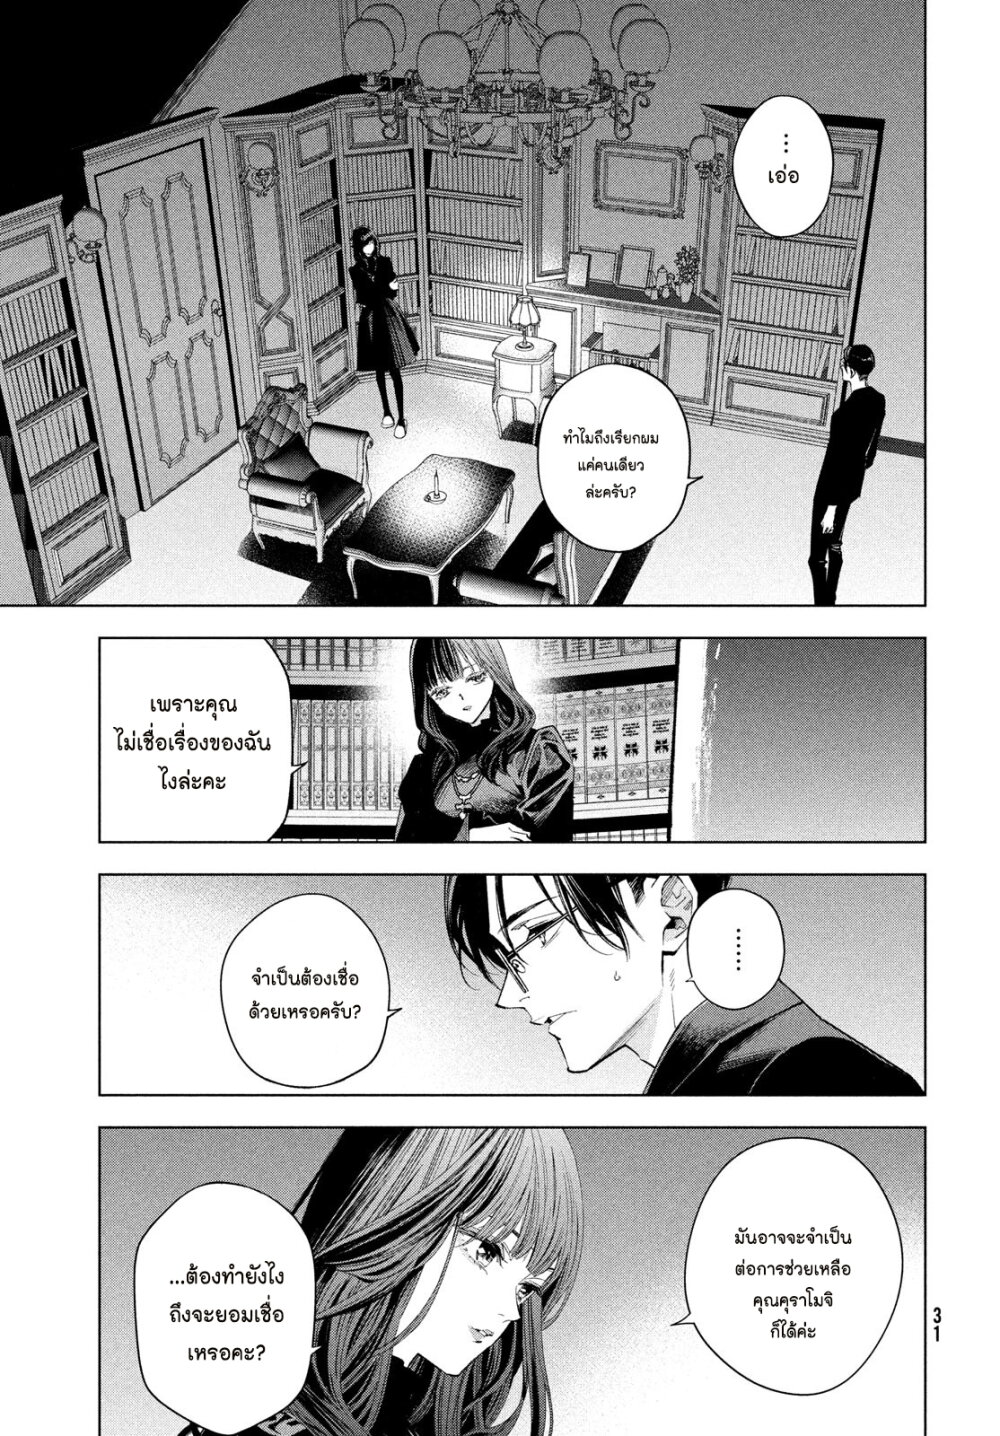 ...
เอ่อ
ทำไมถึงเรียกผม
แค่คนเดียว
ล่ะครับ?
เพราะคุณ
ไม่เชื่อเรื่องของฉัน
ไงล่ะคะ
...
จำเป็นต้องเชื่อ
ด้วยเหรอครับ?
มันอาจจะจำเป็น
ต่อการช่วยเหลือ
คุณคุราโมจิ
ก็ได้ค่ะ
...ต้องทำยังไง
ถึงจะยอมเชื่อ
เหรอคะ?
31